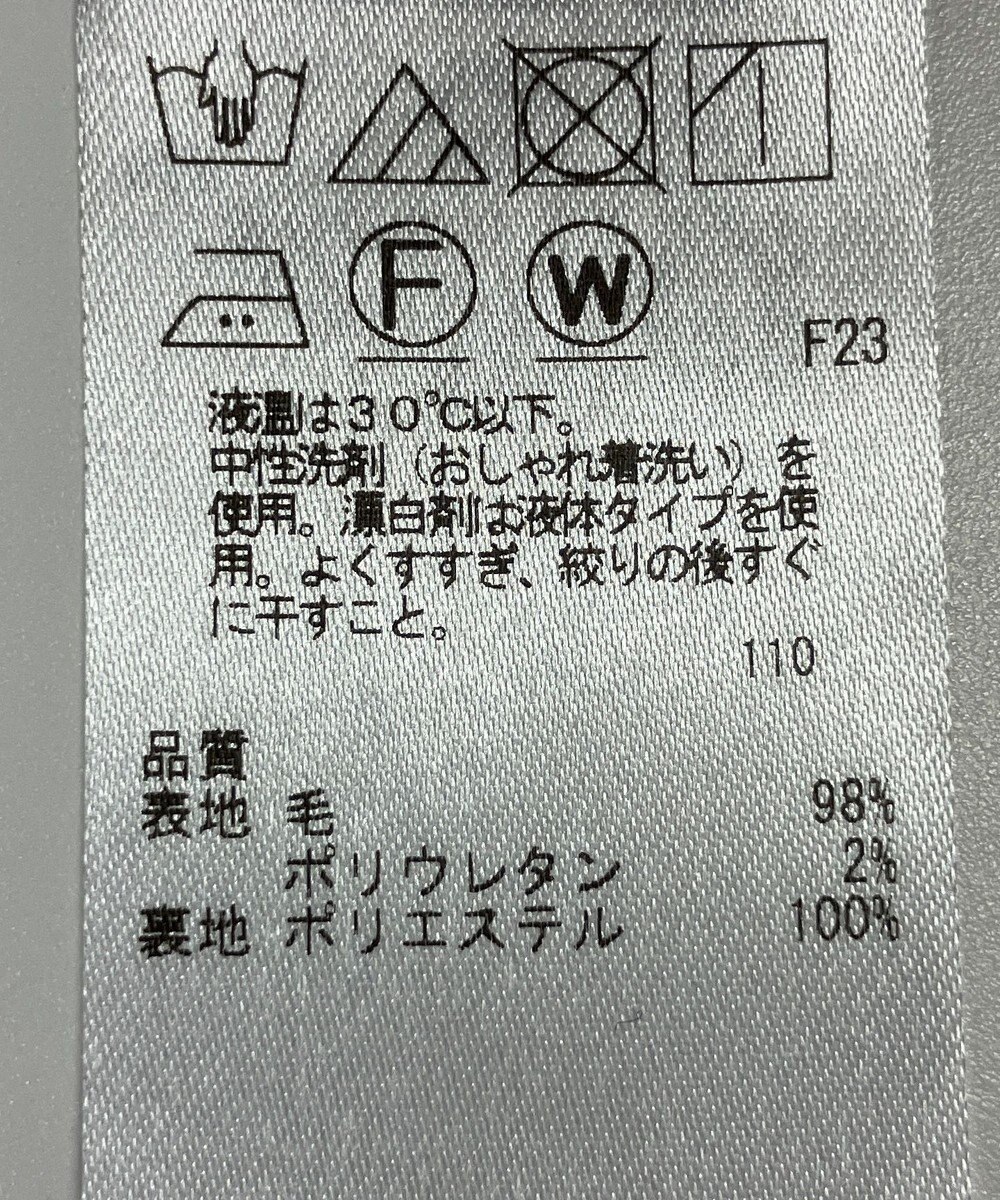 F W
F23
液温は30℃以下。
中性洗剤（おしゃれ着洗い）を
使用。漂白剤は液体タイプを使
用。よくすすぎ、絞りの後すぐ
に干すこと。
110
品質
表地 毛 98%
ポリウレタン 2%
裏地 ポリエステル 100%